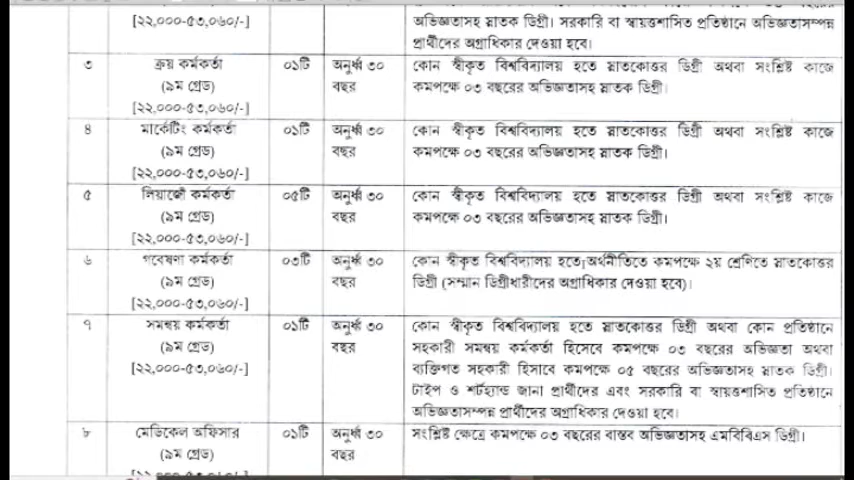 [২২,০০০-৫৩,০৬০/-] অভিজ্ঞতাসহ স্নাতক ডিগ্রী। সরকারি বা স্বায়ত্তশাসিত প্রতিষ্ঠানে অভিজ্ঞতাসম্পন্ন
প্রার্থীদের অগ্রাধিকার দেওয়া হবে।
৩ ক্রয় কর্মকর্তা ০১টি অনুর্ধ্ব ৩০ কোন স্বীকৃত বিশ্ববিদ্যালয় হতে স্নাতকোত্তর ডিগ্রী অথবা সংশ্লিষ্ট কাজে
(৯ম গ্রেড) বছর কমপক্ষে ০৩ বছরের অভিজ্ঞতাসহ স্নাতক ডিগ্রী।
[২২,০০০-৫৩,০৬০/-]
৪ মার্কেটিং কর্মকর্তা ০১টি অনুর্ধ্ব ৩০ কোন স্বীকৃত বিশ্ববিদ্যালয় হতে স্নাতকোত্তর ডিগ্রী অথবা সংশ্লিষ্ট কাজে
(৯ম গ্রেড) বছর কমপক্ষে ০৩ বছরের অভিজ্ঞতাসহ স্নাতক ডিগ্রী।
[২২,০০০-৫৩,০৬০/-]
৫ লিয়াজোঁ কর্মকর্তা ০৫টি অনুর্ধ্ব ৩০ কোন স্বীকৃত বিশ্ববিদ্যালয় হতে স্নাতকোত্তর ডিগ্রী অথবা সংশ্লিষ্ট কাজে
(৯ম গ্রেড) বছর কমপক্ষে ০৩ বছরের অভিজ্ঞতাসহ স্নাতক ডিগ্রী।
[২২,০০০-৫৩,০৬০/-]
৬ গবেষণা কর্মকর্তা ০৩টি অনুর্ধ্ব ৩০ কোন স্বীকৃত বিশ্ববিদ্যালয় হতে অর্থনীতিতে কমপক্ষে ২য় শ্রেণিতে স্নাতকোত্তর
(৯ম গ্রেড) বছর ডিগ্রী (সম্মান ডিগ্রীধারীদের অগ্রাধিকার দেওয়া হবে)।
[২২,০০০-৫৩,০৬০/-]
৭ সমন্বয় কর্মকর্তা ০১টি অনুর্ধ্ব ৩০ কোন স্বীকৃত বিশ্ববিদ্যালয় হতে স্নাতকোত্তর ডিগ্রী অথবা কোন প্রতিষ্ঠানে
(৯ম গ্রেড) বছর সহকারী সমন্বয় কর্মকর্তা হিসেবে কমপক্ষে ০৩ বছরের অভিজ্ঞতা অথবা
[২২,০০০-৫৩,০৬০/-] ব্যক্তিগত সহকারী হিসাবে কমপক্ষে ০৫ বছরের অভিজ্ঞতাসহ স্নাতক ডিগ্রী।
টাইপ ও শর্টহ্যান্ড জানা প্রার্থীদের এবং সরকারি বা স্বায়ত্তশাসিত প্রতিষ্ঠানে
অভিজ্ঞতাসম্পন্ন প্রার্থীদের অগ্রাধিকার দেওয়া হবে।
৮ মেডিকেল অফিসার ০১টি অনুর্ধ্ব ৩০ সংশ্লিষ্ট ক্ষেত্রে কমপক্ষে ০৩ বছরের বাস্তব অভিজ্ঞতাসহ এমবিবিএস ডিগ্রী।
(৯ম গ্রেড) বছর